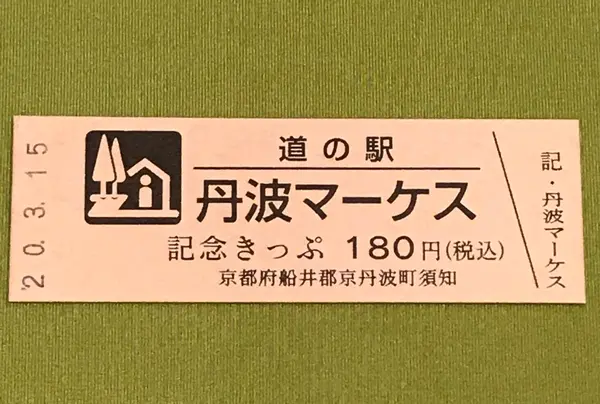 '20.3.15
道の駅
丹波マーケス
記念きっぷ 180円(税込)
京都府船井郡京丹波町須知
記・丹波マーケス